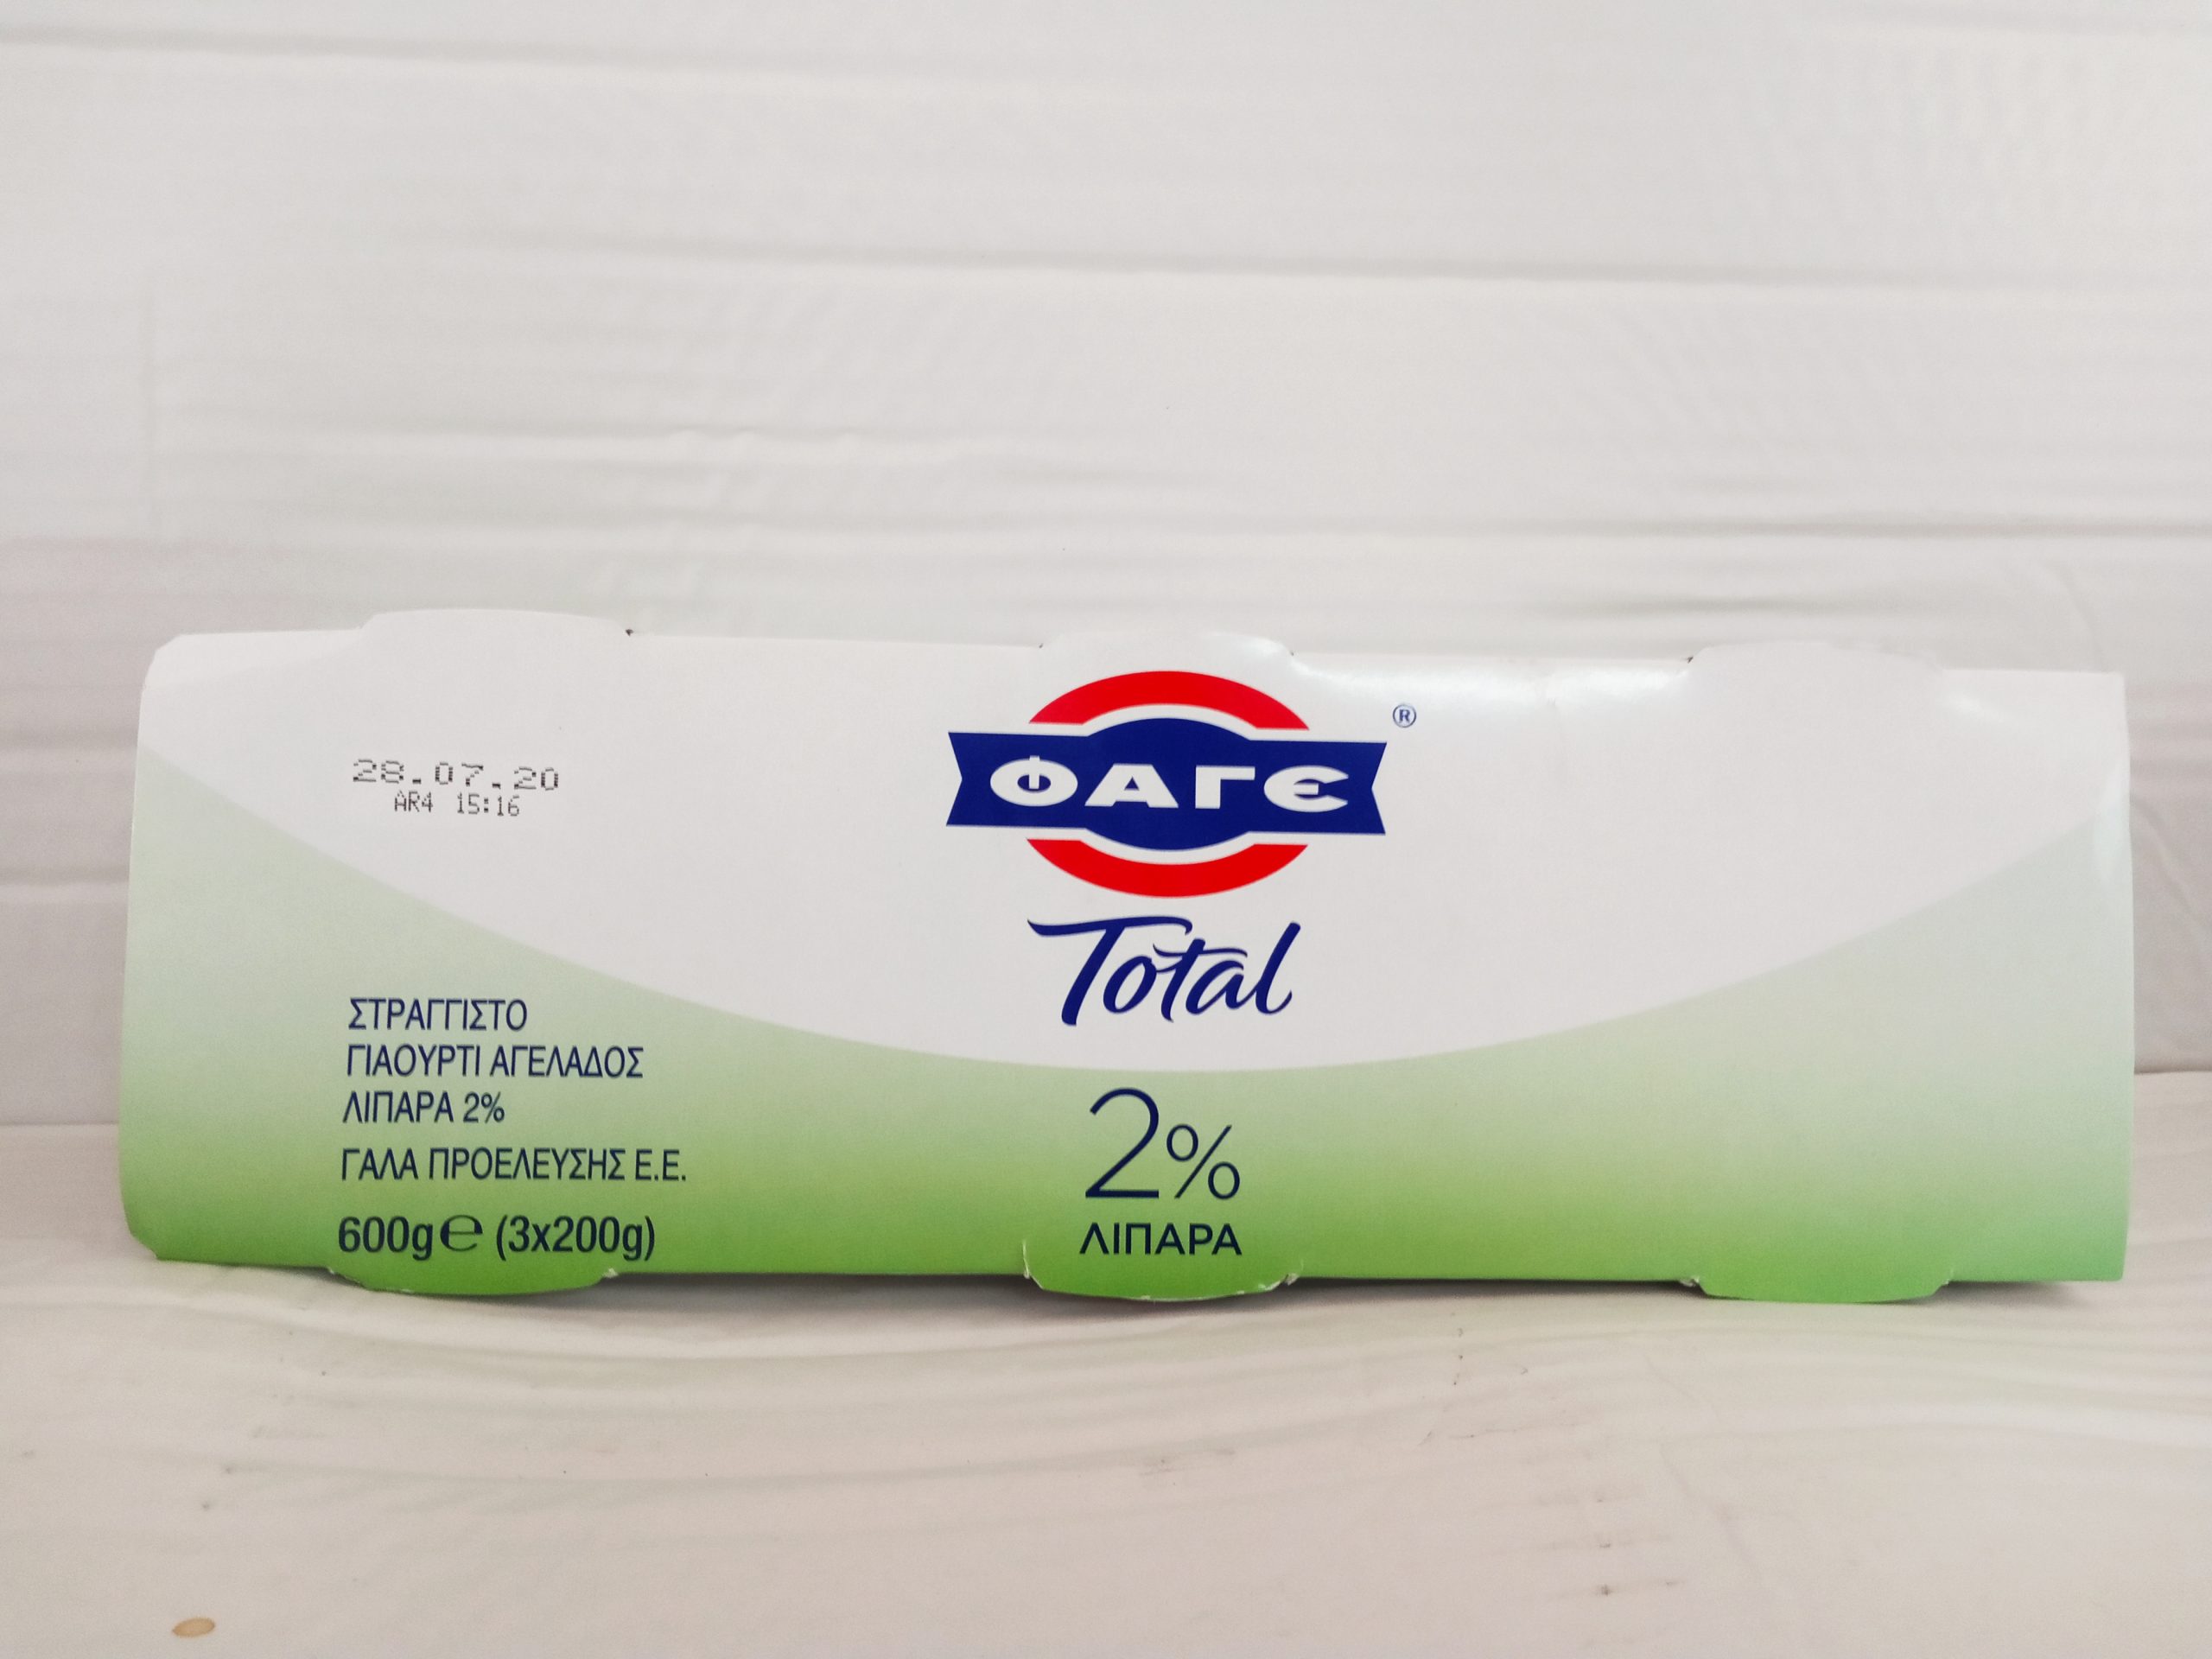 28.07.20
AR4 15:16
ΦΑΓΕ ®
Total
ΣΤΡΑΓΓΙΣΤΟ
ΓΙΑΟΥΡΤΙ ΑΓΕΛΑΔΟΣ
ΛΙΠΑΡΑ 2%
ΓΑΛΑ ΠΡΟΕΛΕΥΣΗΣ Ε.Ε.
600g℮ (3x200g)
2%
ΛΙΠΑΡΑ